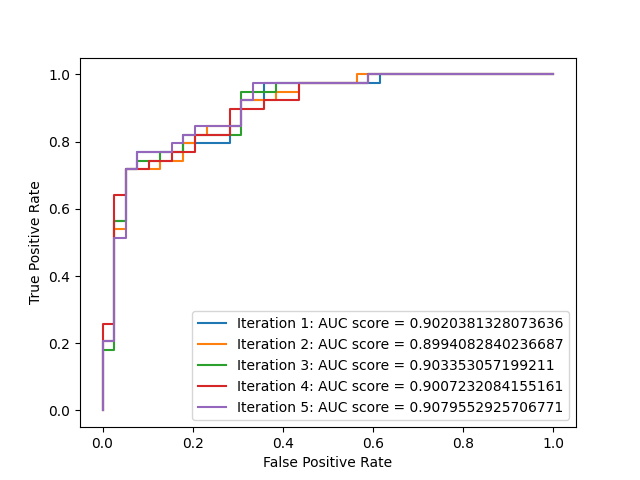 1.0
0.8
0.6
0.4
0.2
0.0
True Positive Rate
Iteration 1: AUC score = 0.9020381328073636
Iteration 2: AUC score = 0.8994082840236687
Iteration 3: AUC score = 0.903353057199211
Iteration 4: AUC score = 0.9007232084155161
Iteration 5: AUC score = 0.9079552925706771
0.0 0.2 0.4 0.6 0.8 1.0
False Positive Rate